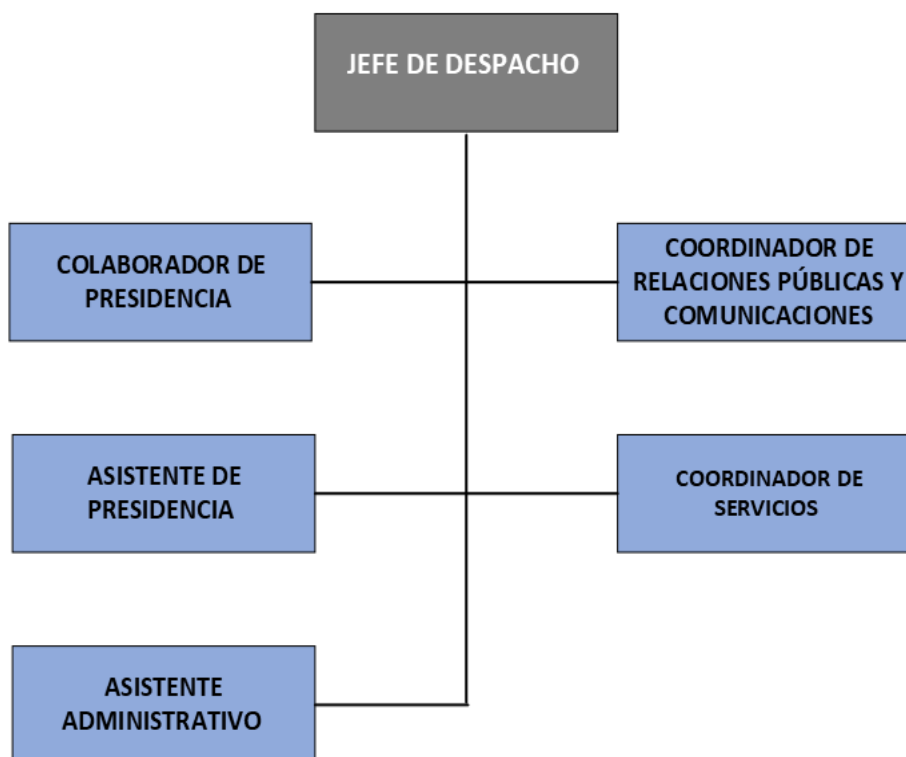 JEFE DE DESPACHO
COLABORADOR DE
PRESIDENCIA
COORDINADOR DE
RELACIONES PÚBLICAS Y
COMUNICACIONES
ASISTENTE DE
PRESIDENCIA
COORDINADOR DE
SERVICIOS
ASISTENTE
ADMINISTRATIVO